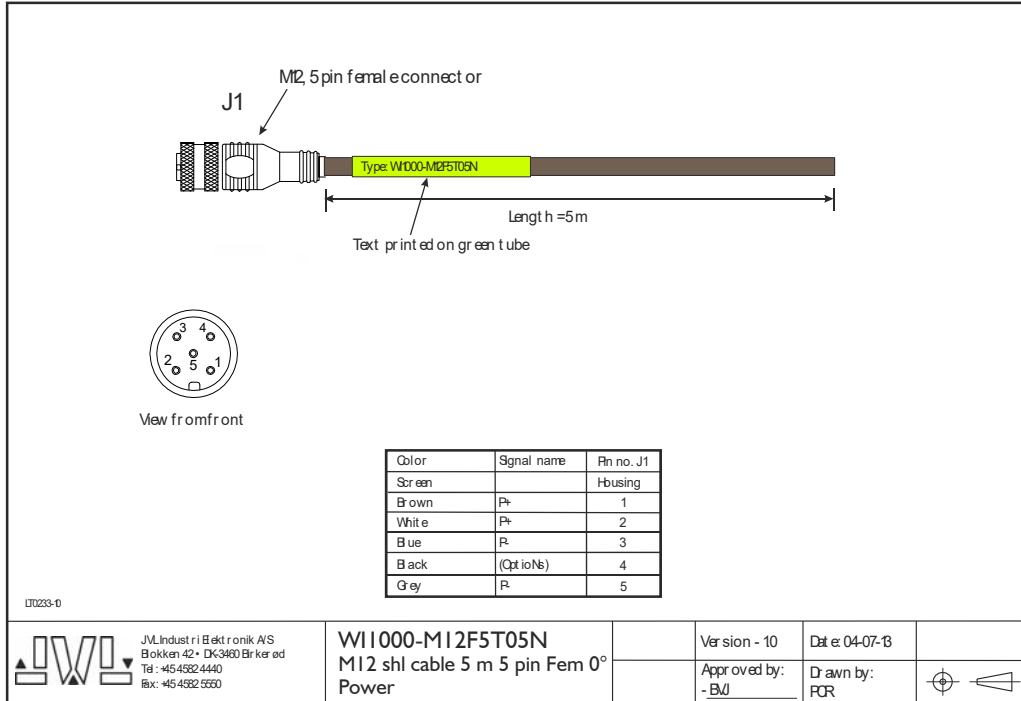 M12, 5 pin female connector
J1
Type: WI1000-M12F5T05N
Length = 5 m
Text printed on green tube
3 4
2 5 1
View from front
Color Signal name Pin no. J1
Screen Housing
Brown P+ 1
White P+ 2
Blue P- 3
Black (Option Vs) 4
Grey P- 5
LT0233-10
JVL
JVL Industri Elektronik A/S
Blokken 42 • DK-3460 Birkerød
Tel : +45 4582 4440
Fax: +45 4582 5550
WI1000-M12F5T05N
M12 shl cable 5 m 5 pin Fem 0°
Power
Version - 10
Date: 04-07-13
Approved by:
- BVJ
Drawn by:
PCR